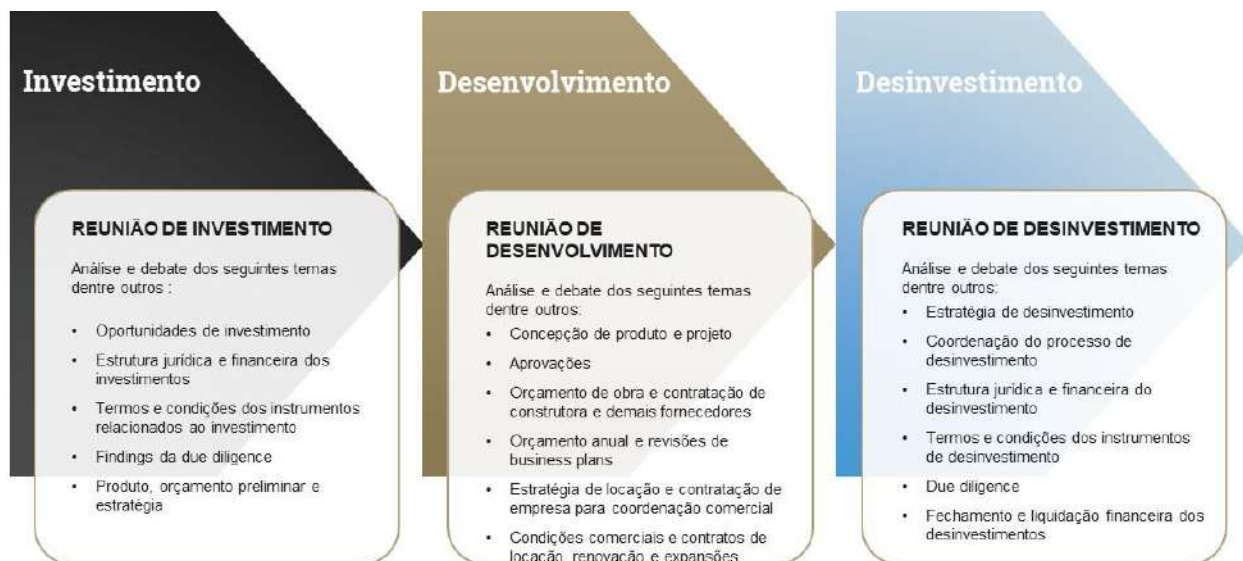 Investimento
REUNIÃO DE INVESTIMENTO
Análise e debate dos seguintes temas
dentre outros :
• Oportunidades de investimento
• Estrutura jurídica e financeira dos
investimentos
• Termos e condições dos instrumentos
relacionados ao investimento
• Findings da due diligence
• Produto, orçamento preliminar e
estratégia
Desenvolvimento
REUNIÃO DE
DESENVOLVIMENTO
Análise e debate dos seguintes temas
dentre outros:
• Concepção de produto e projeto
• Aprovações
• Orçamento de obra e contratação de
construtora e demais fornecedores
• Orçamento anual e revisões de
business plans
• Estratégia de locação e contratação de
empresa para coordenação comercial
• Condições comerciais e contratos de
locação, renovação e expansões
Desinvestimento
REUNIÃO DE DESINVESTIMENTO
Análise e debate dos seguintes temas
dentre outros:
• Estratégia de desinvestimento
• Coordenação do processo de
desinvestimento
• Estrutura jurídica e financeira do
desinvestimento
• Termos e condições dos instrumentos
de desinvestimento
• Due diligence
• Fechamento e liquidação financeira dos
desinvestimentos